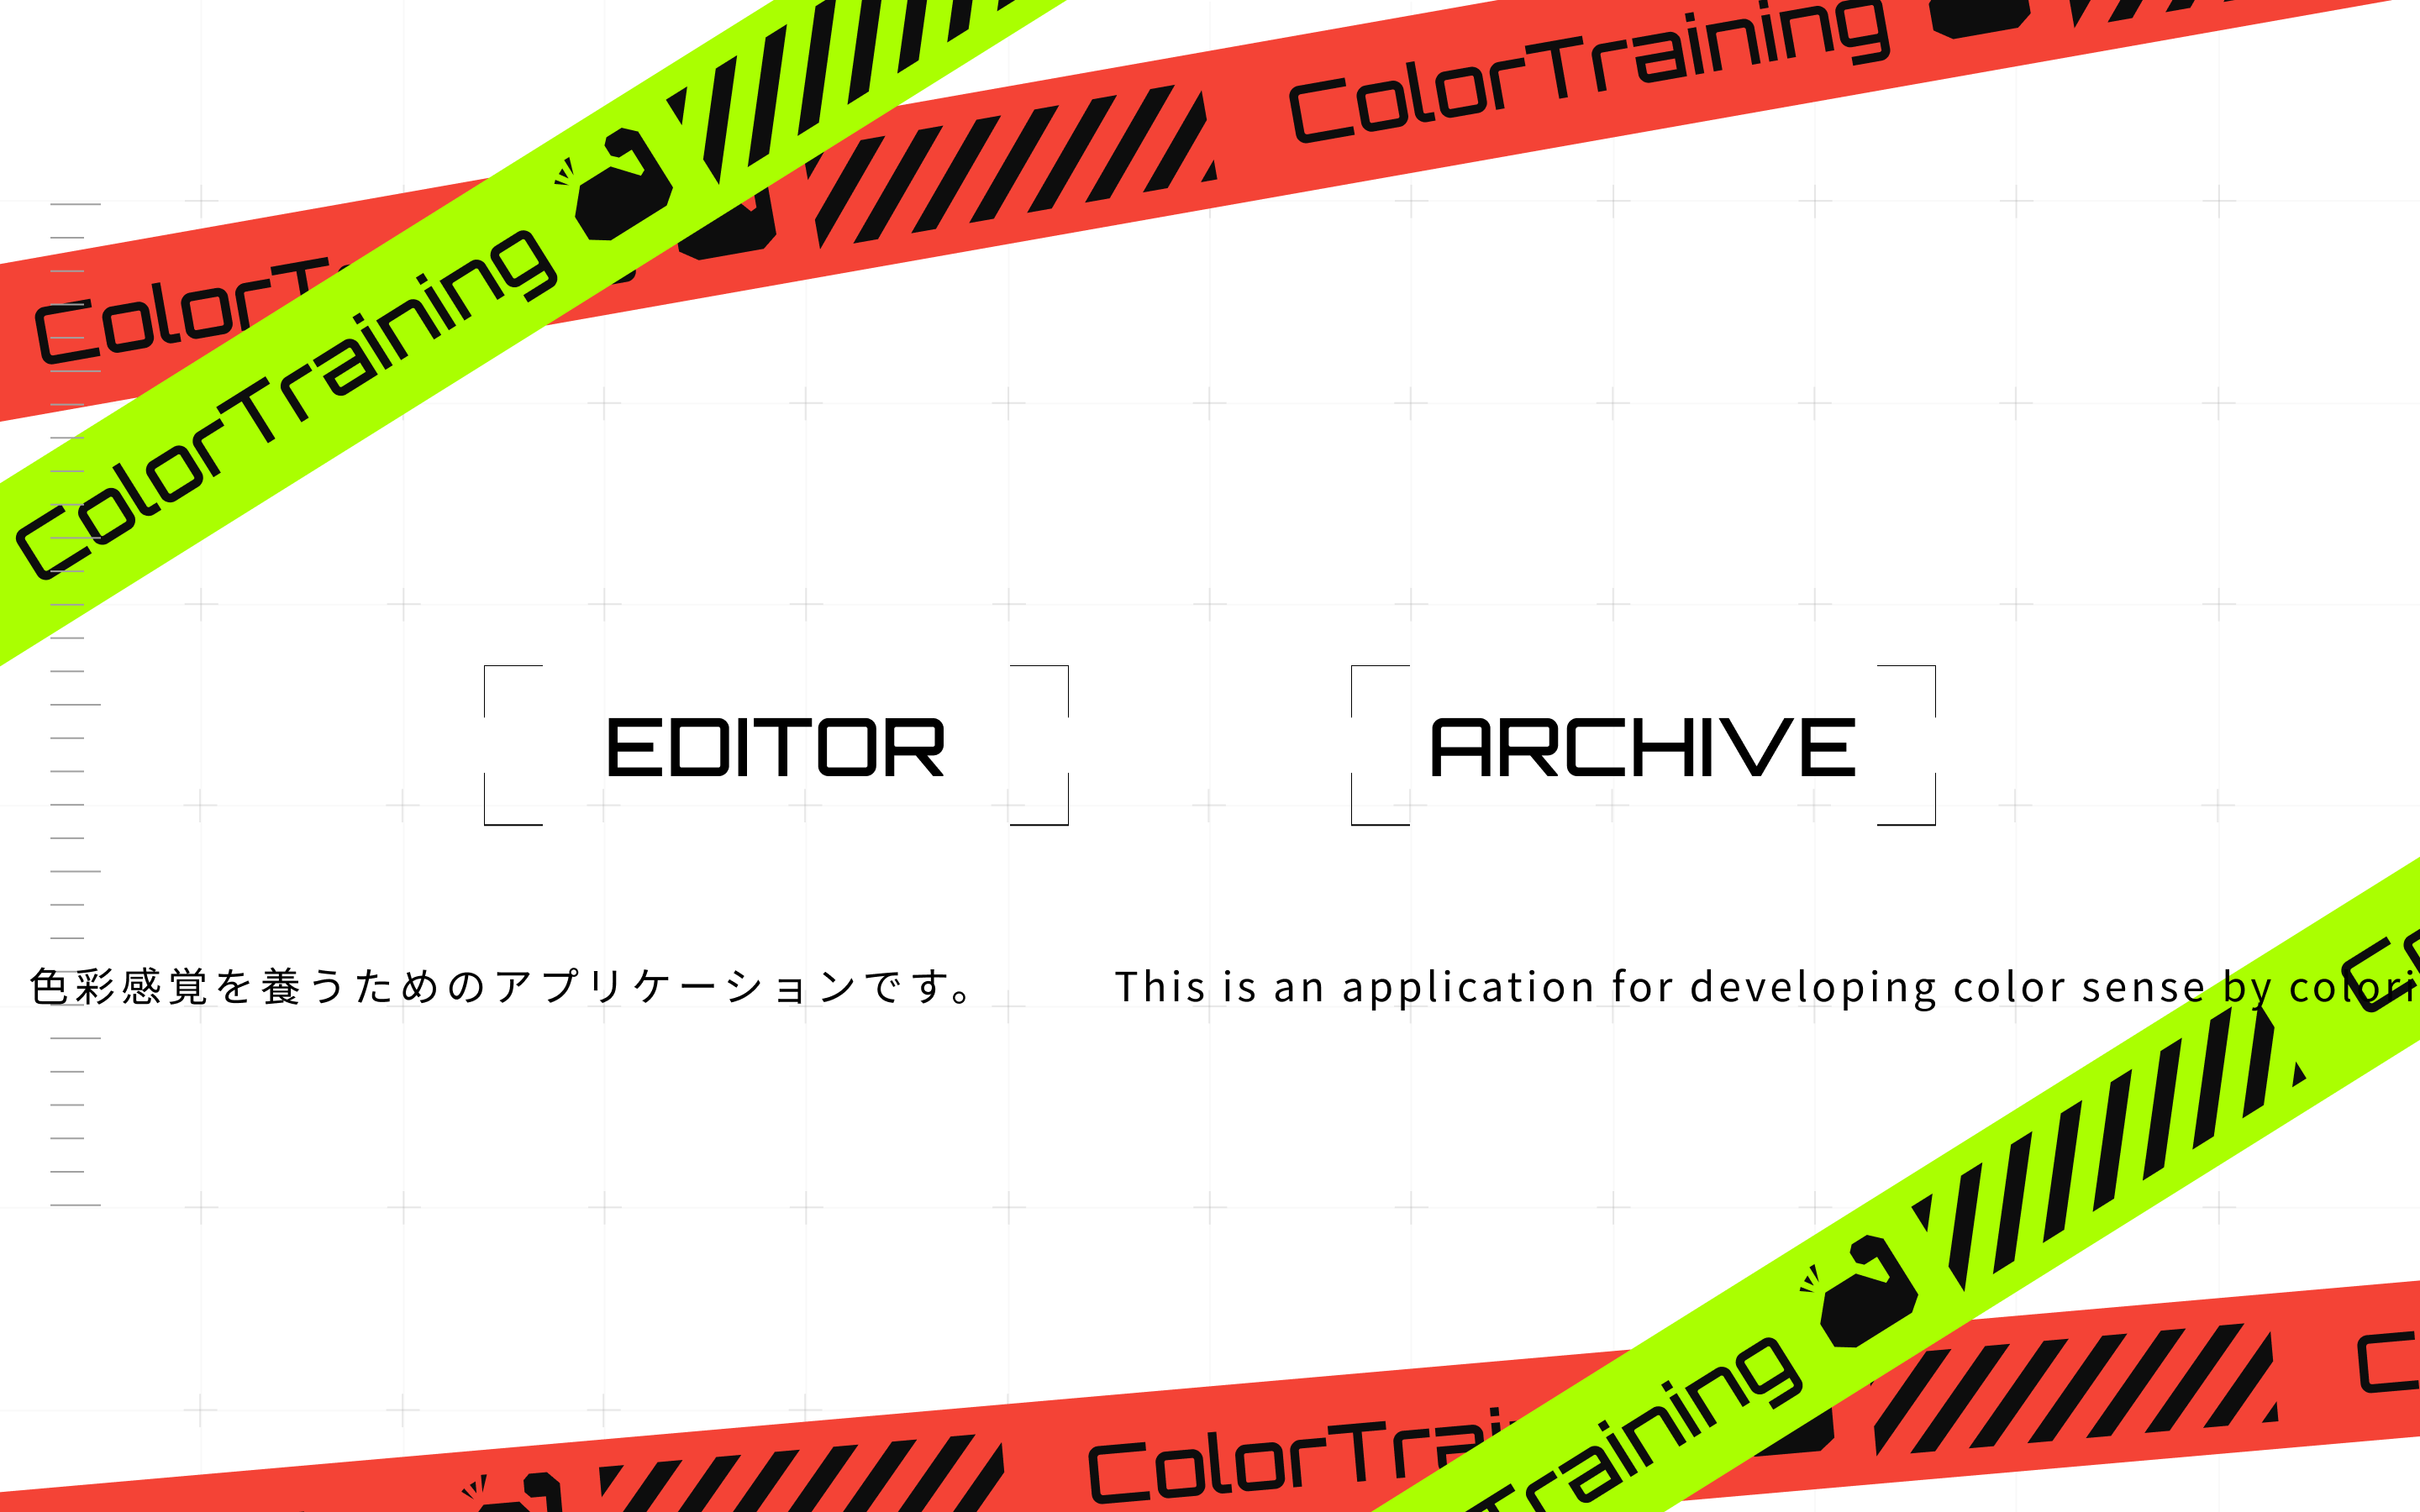 ColorTraining
ColorT
ColorTraining
EDITOR
ARCHIVE
色彩感覚を養うためのアプリケーションです。
This is an application for developing color sense by colori
ColorTrai
Training
C